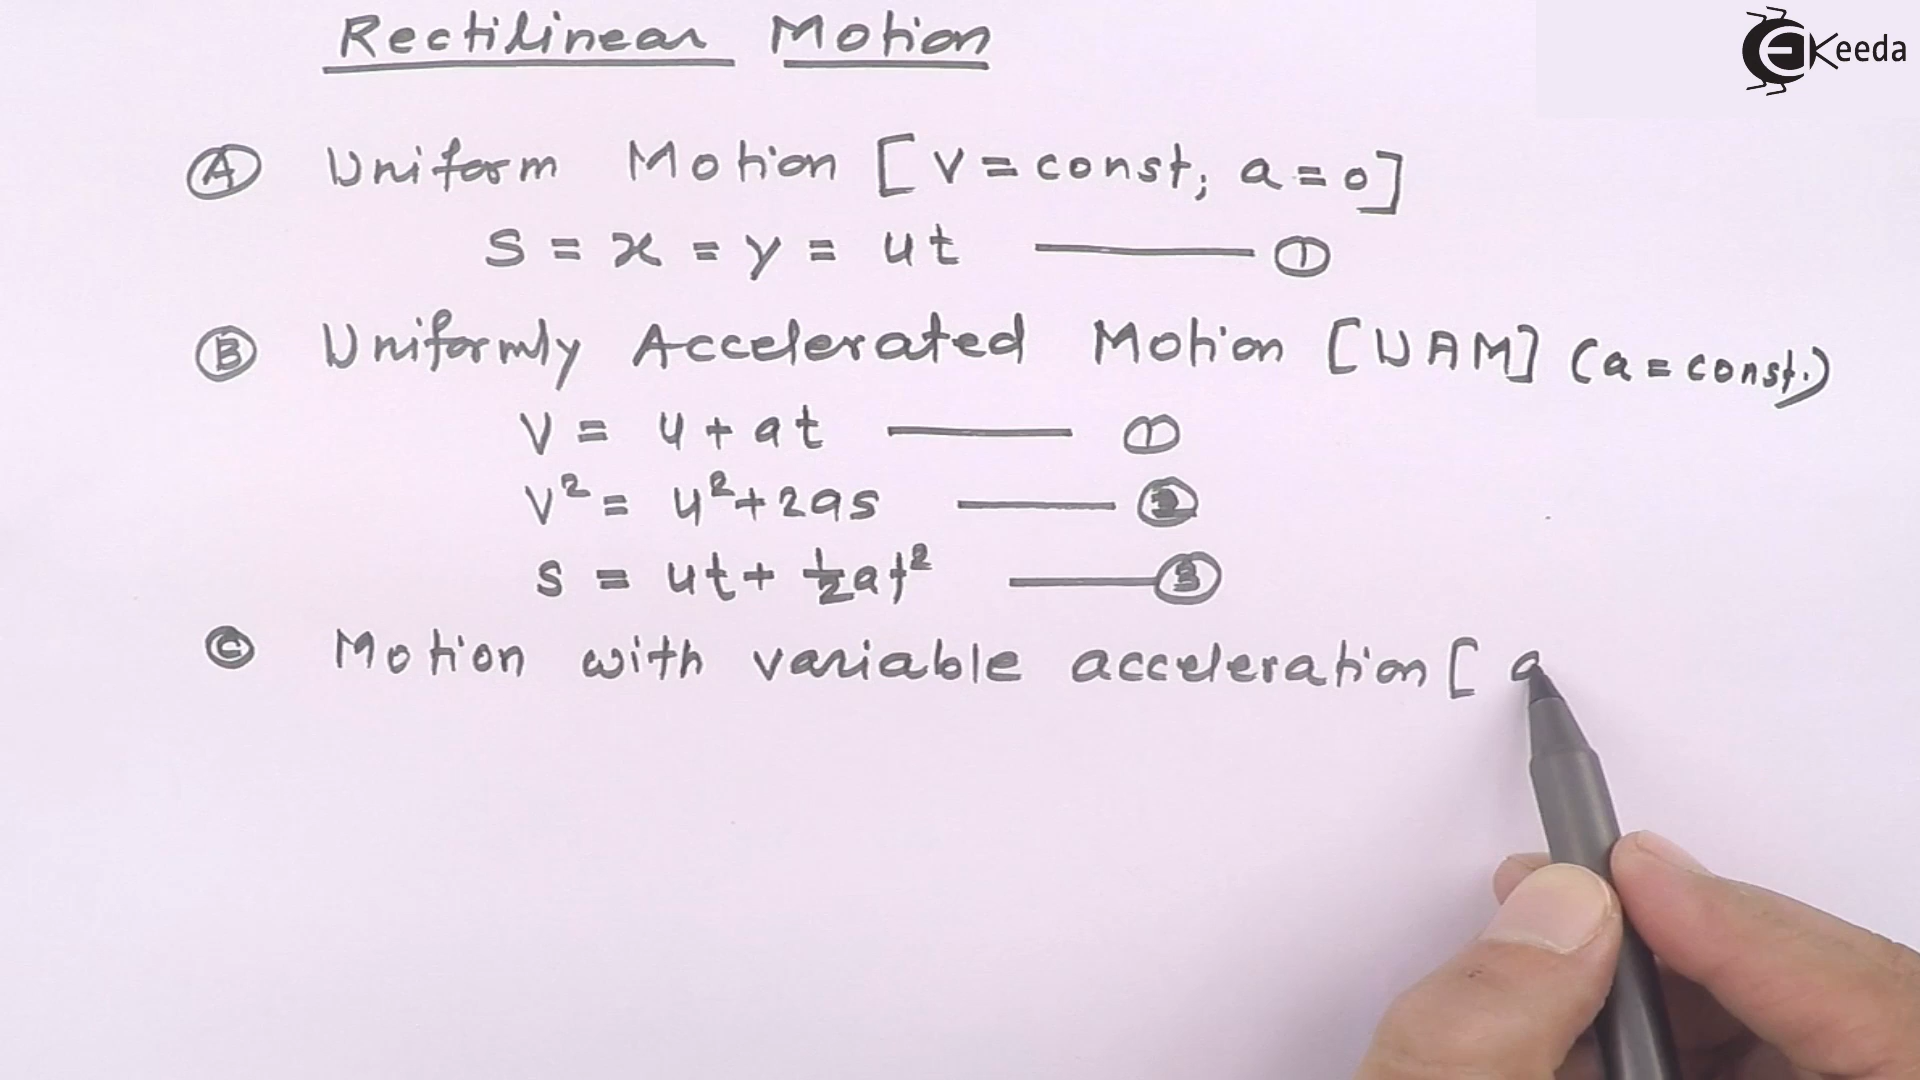 Rectilinear Motion
EKeeda
Ⓐ Uniform Motion [v = const; a = 0]
s = x = y = ut —— ①
Ⓑ Uniformly Accelerated Motion [UAM] (a = const.)
v = u + at —— ①
v² = u² + 2as —— ②
s = ut + ½at² —— ③
Ⓒ Motion with variable acceleration [ a